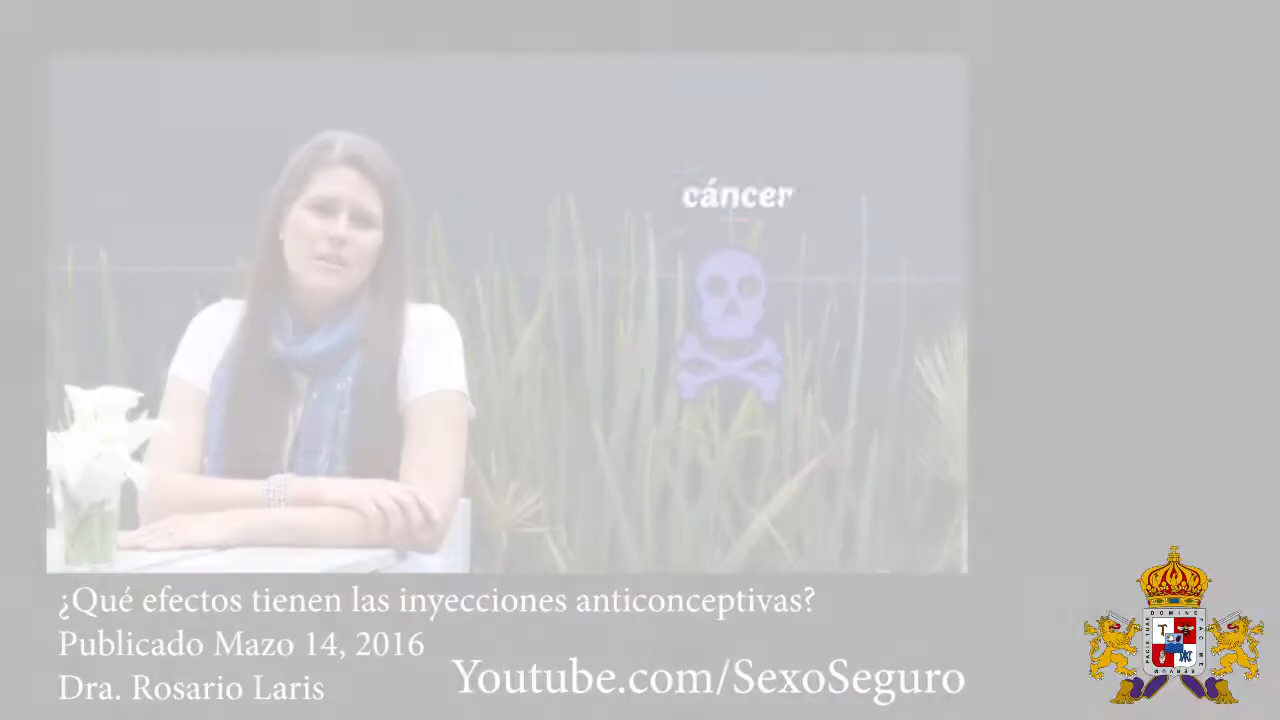 cáncer
¿Qué efectos tienen las inyecciones anticonceptivas?
Publicado Mazo 14, 2016
Dra. Rosario Laris
Youtube.com/SexoSeguro